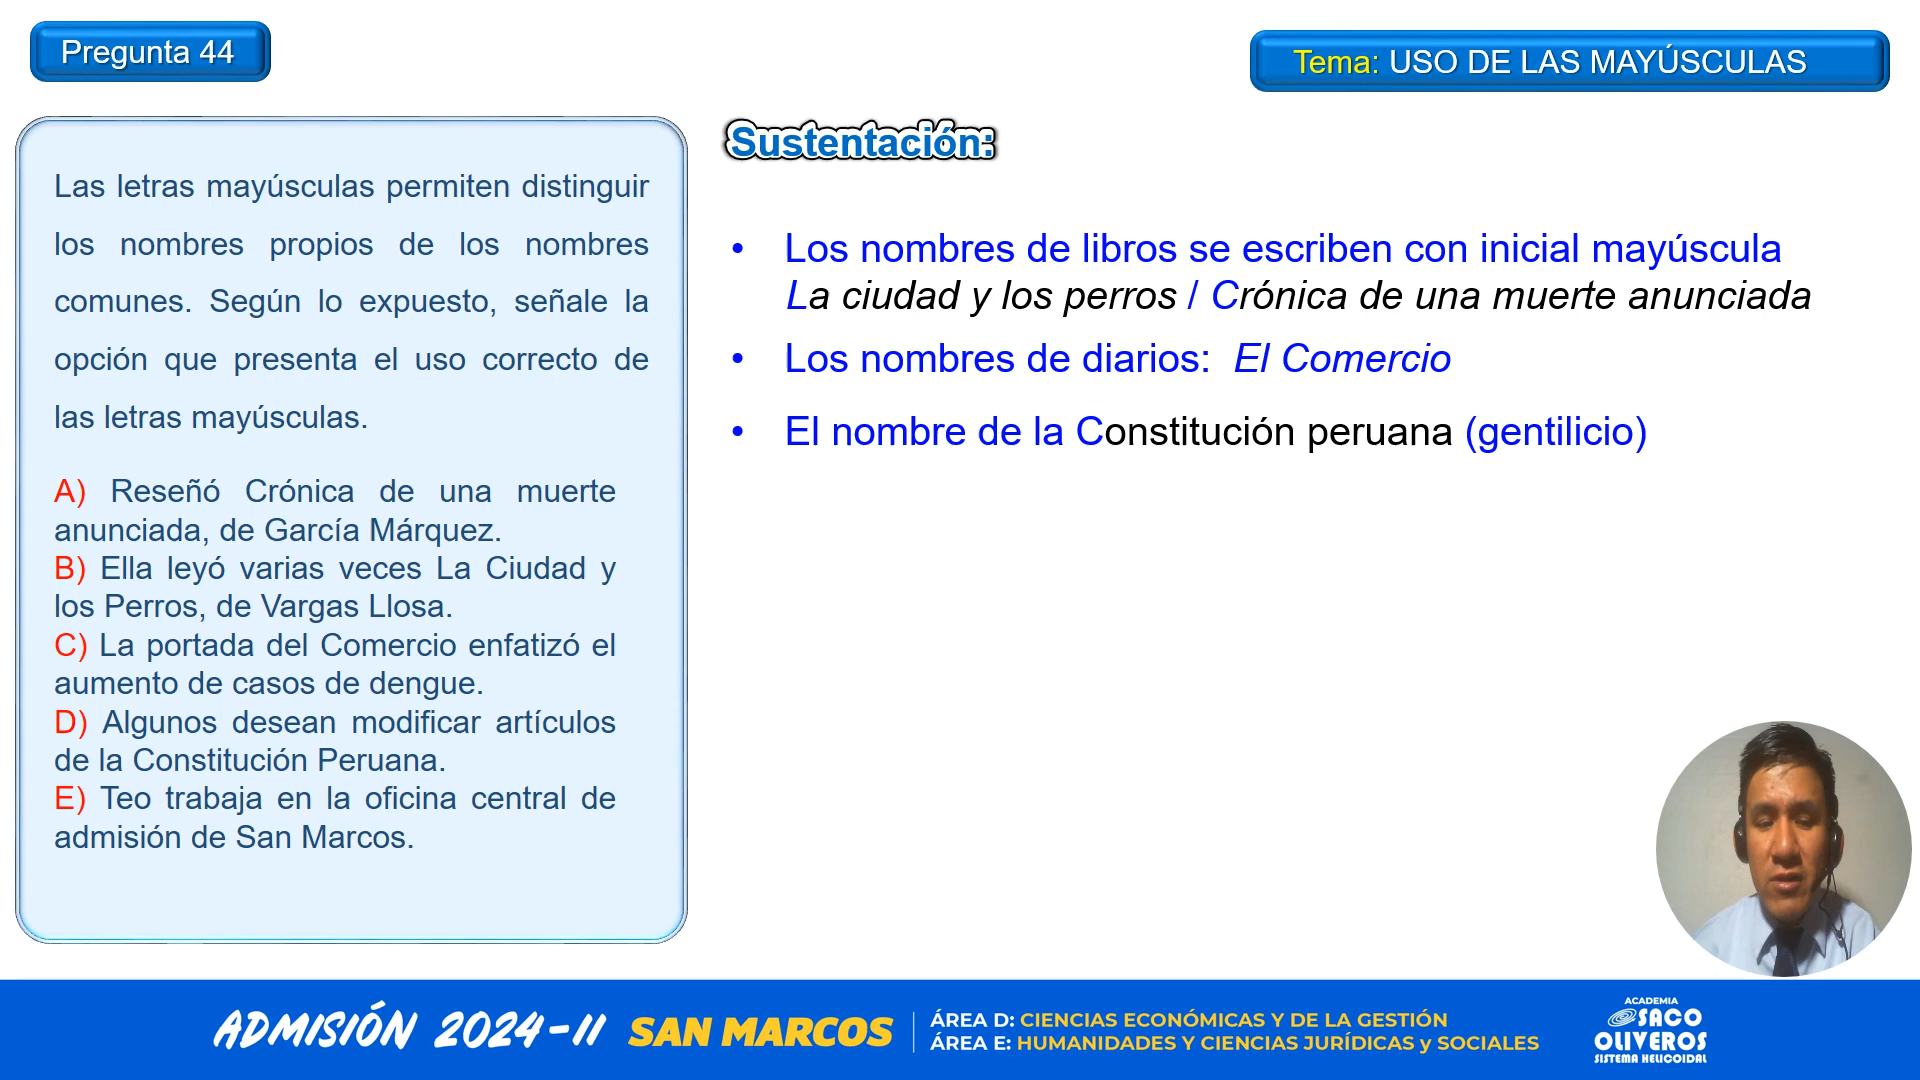 Pregunta 44
Tema: USO DE LAS MAYÚSCULAS
Las letras mayúsculas permiten distinguir
los nombres propios de los nombres
comunes. Según lo expuesto, señale la
opción que presenta el uso correcto de
las letras mayúsculas.
A) Reseñó Crónica de una muerte
anunciada, de García Márquez.
B) Ella leyó varias veces La Ciudad y
los Perros, de Vargas Llosa.
C) La portada del Comercio enfatizó el
aumento de casos de dengue.
D) Algunos desean modificar artículos
de la Constitución Peruana.
E) Teo trabaja en la oficina central de
admisión de San Marcos.
Sustentación:
• Los nombres de libros se escriben con inicial mayúscula
La ciudad y los perros / Crónica de una muerte anunciada
• Los nombres de diarios: El Comercio
• El nombre de la Constitución peruana (gentilicio)
ADMISIÓN 2024-II SAN MARCOS
ÁREA D: CIENCIAS ECONÓMICAS Y DE LA GESTIÓN
ÁREA E: HUMANIDADES Y CIENCIAS JURÍDICAS y SOCIALES
ACADEMIA
SACO
OLIVEROS
SISTEMA HELICOIDAL